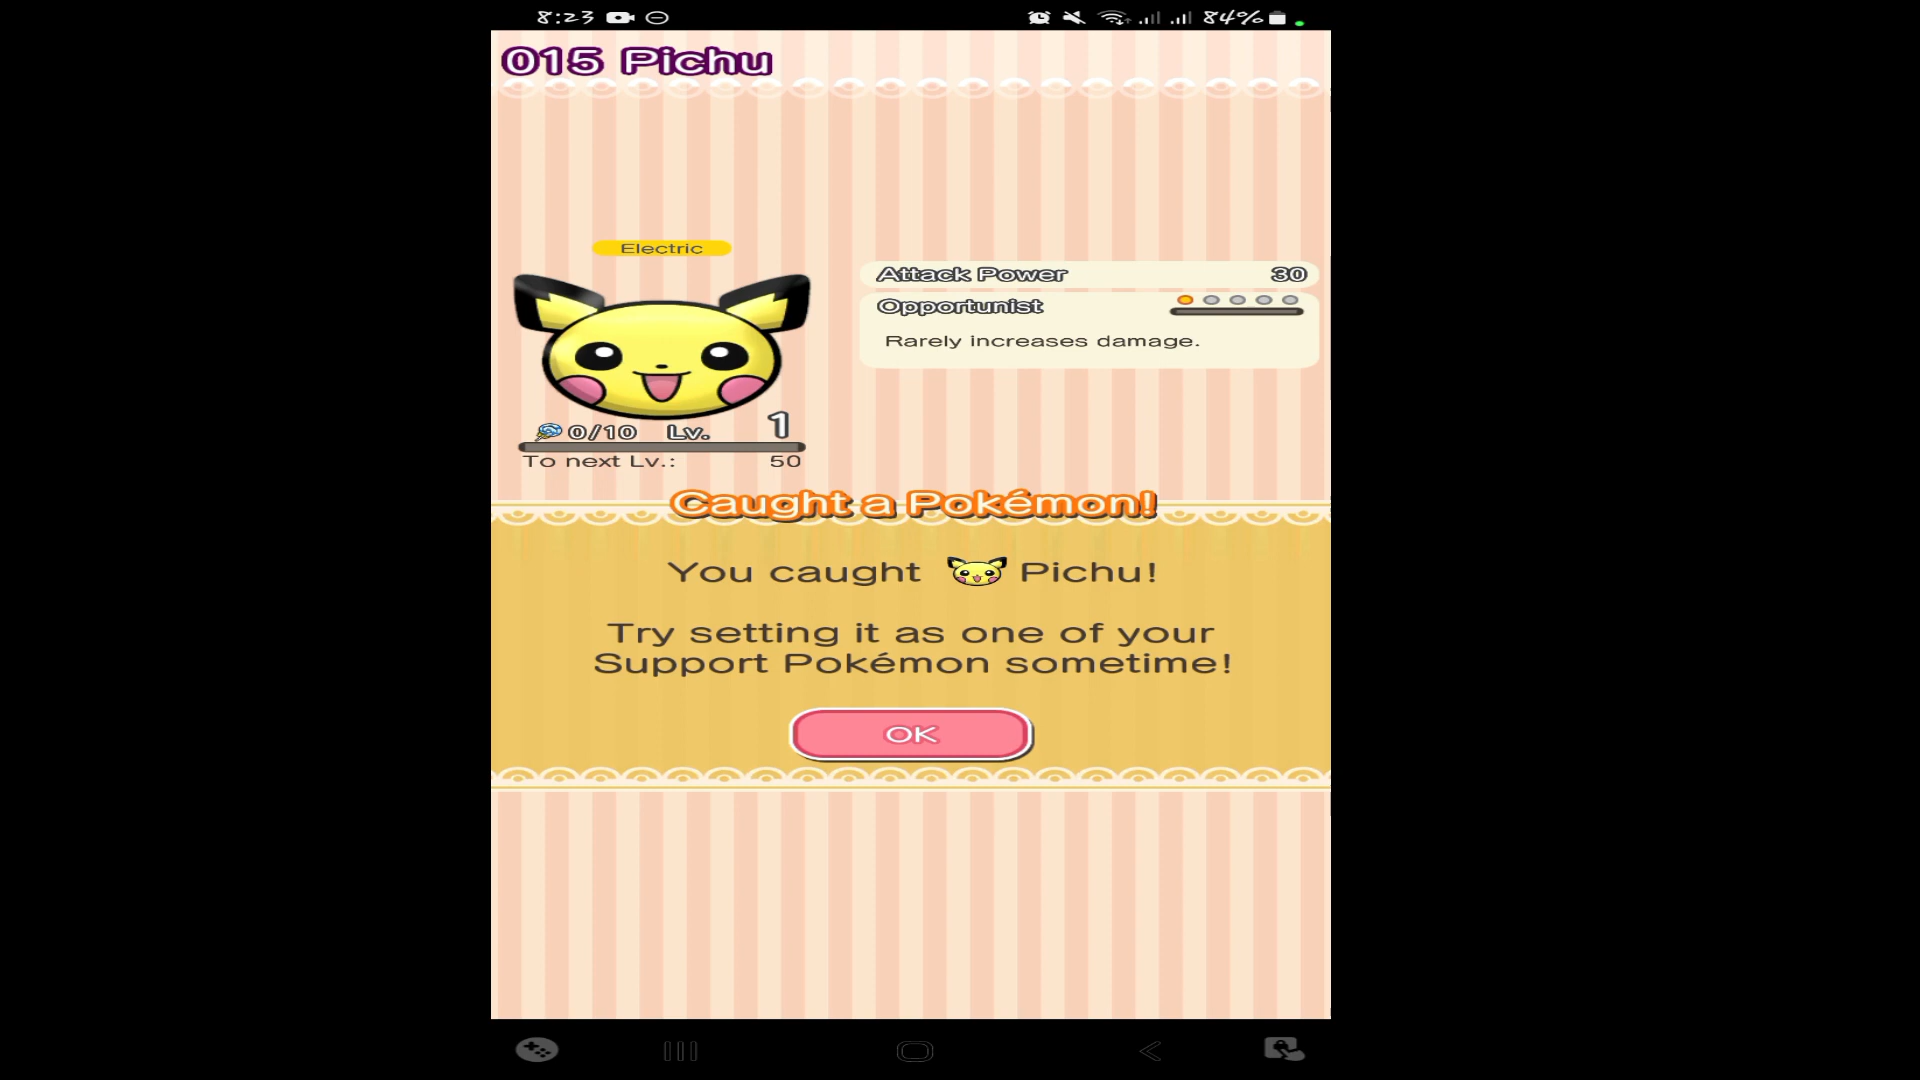 8:23 84%
015 Pichu
Electric
Attack Power 30
Opportunist
Rarely increases damage.
0/10 Lv. 1
To next Lv.: 50
Caught a Pokémon!
You caught Pichu!
Try setting it as one of your
Support Pokémon sometime!
OK